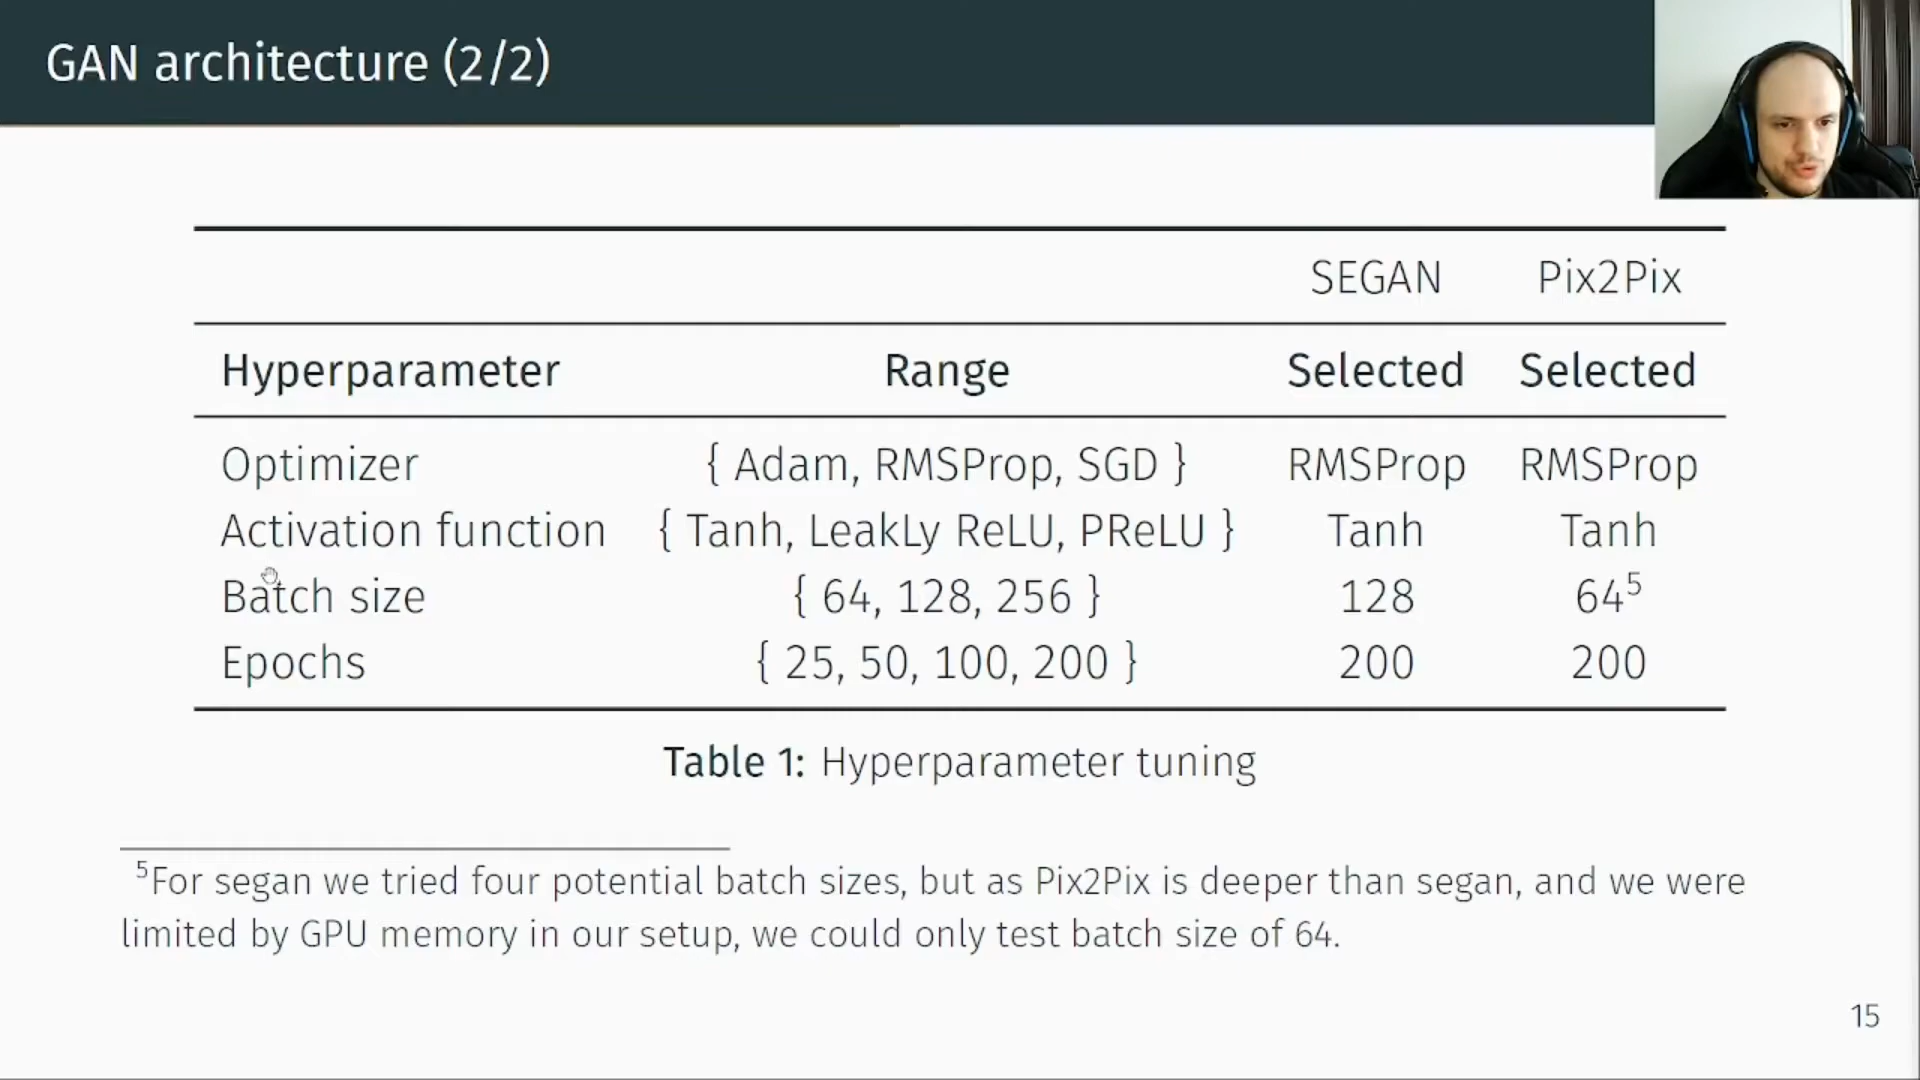 GAN architecture (2/2)
SEGAN Pix2Pix
Hyperparameter Range Selected Selected
Optimizer { Adam, RMSProp, SGD } RMSProp RMSProp
Activation function { Tanh, LeakLy ReLU, PReLU } Tanh Tanh
Batch size { 64, 128, 256 } 128 64⁵
Epochs { 25, 50, 100, 200 } 200 200
Table 1: Hyperparameter tuning
⁵For segan we tried four potential batch sizes, but as Pix2Pix is deeper than segan, and we were
limited by GPU memory in our setup, we could only test batch size of 64.
15